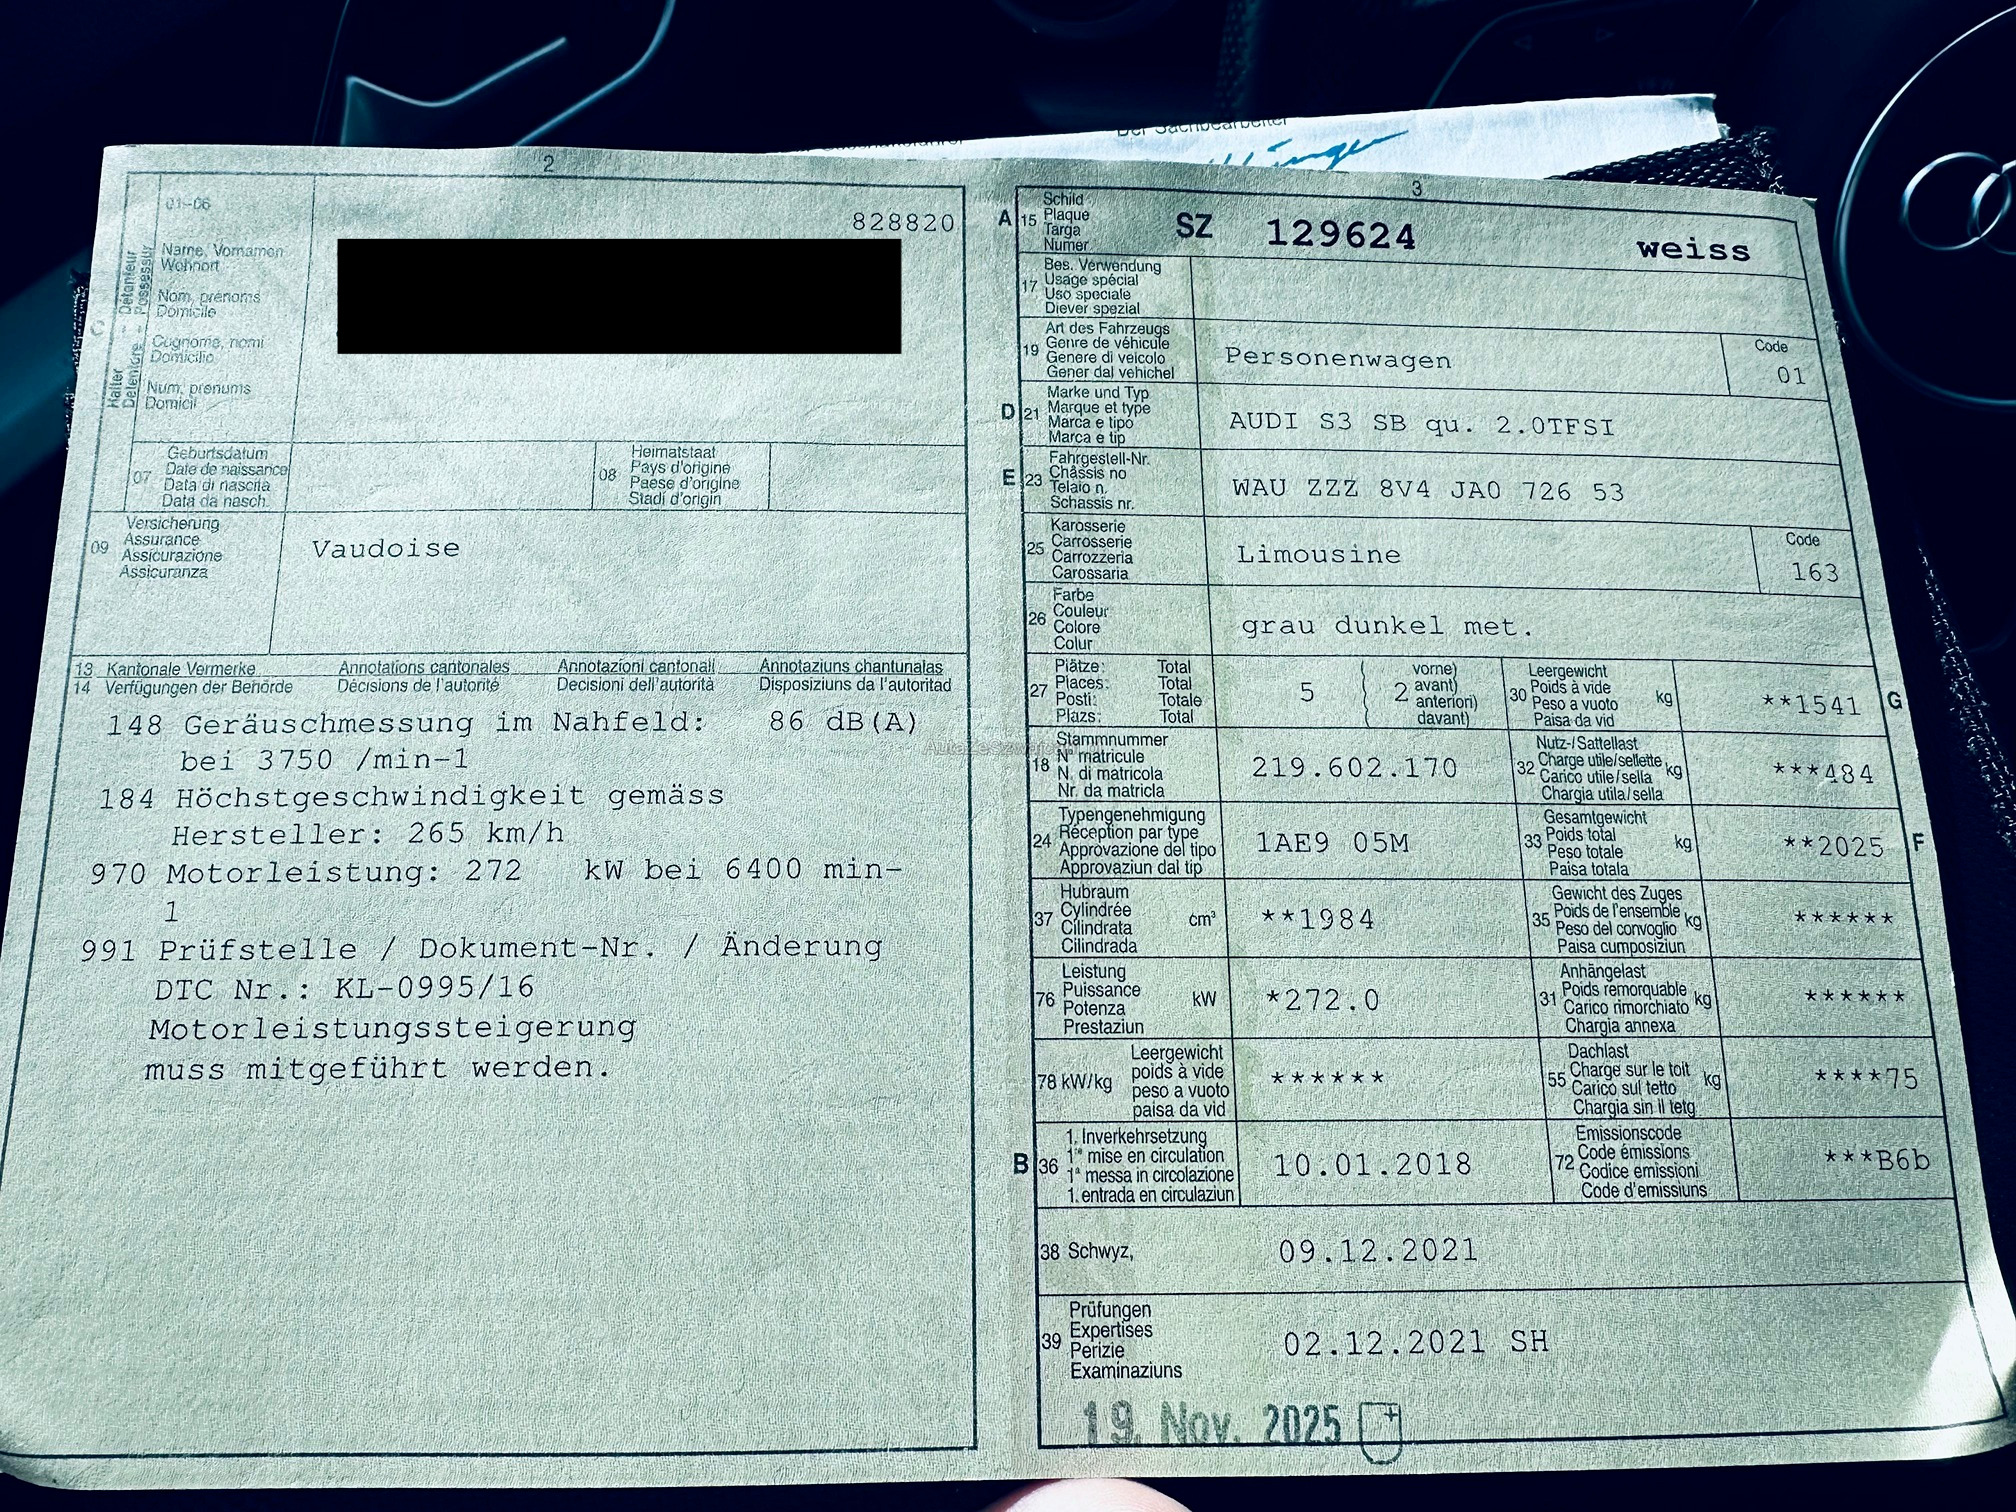 Der Sachbearbeiter
2
01-06
828820
Halter - Détenteur
Detentore - Possessur
C
Name, Vornamen
Wohnort
Nom, prénoms
Domicile
Cognome, nomi
Domicilio
Num, prenums
Domicil
07
Geburtsdatum
Date de naissance
Data di nascita
Data da nasch.
08
Heimatstaat
Pays d'origine
Paese d'origine
Stadi d'origin
09
Versicherung
Assurance
Assicurazione
Assicuranza
Vaudoise
13 Kantonale Vermerke Annotations cantonales Annotazioni cantonali Annotaziuns chantunalas
14 Verfügungen der Behörde Décisions de l'autorité Decisioni dell'autorità Disposiziuns da l'autoritad
148 Geräuschmessung im Nahfeld: 86 dB(A)
bei 3750 /min-1
184 Höchstgeschwindigkeit gemäss
Hersteller: 265 km/h
970 Motorleistung: 272 kW bei 6400 min-
1
991 Prüfstelle / Dokument-Nr. / Änderung
DTC Nr.: KL-0995/16
Motorleistungssteigerung
muss mitgeführt werden.
3
A 15
Schild
Plaque
Targa
Numer
SZ 129624 weiss
17
Bes. Verwendung
Usage spécial
Uso speciale
Diever spezial
19
Art des Fahrzeugs
Genre de véhicule
Genere di veicolo
Gener dal vehichel
Personenwagen
Code
01
D 21
Marke und Typ
Marque et type
Marca e tipo
Marca e tip
AUDI S3 SB qu. 2.0TFSI
E 23
Fahrgestell-Nr.
Châssis no
Telaio n.
Schassis nr.
WAU ZZZ 8V4 JA0 726 53
25
Karosserie
Carrosserie
Carrozzeria
Carossaria
Limousine
Code
163
26
Farbe
Couleur
Colore
Colur
grau dunkel met.
27
Plätze: Total
Places: Total
Posti: Totale
Plazs: Total
5
( vorne)
2 avant)
anteriori)
( davant)
30
Leergewicht
Poids à vide
Peso a vuoto
Paisa da vid
kg
**1541
G
18
Stammnummer
N° matricule
N. di matricola
Nr. da matricla
219.602.170
32
Nutz-/Sattellast
Charge utile/sellette
Carico utile/sella
Chargia utila/sella
kg
***484
24
Typengenehmigung
Réception par type
Approvazione del tipo
Approvaziun dal tip
1AE9 05M
33
Gesamtgewicht
Poids total
Peso totale
Paisa totala
kg
**2025
F
37
Hubraum
Cylindrée
Cilindrata
Cilindrada
cm³
**1984
35
Gewicht des Zuges
Poids de l'ensemble
Peso del convoglio
Paisa cumposiziun
kg
******
76
Leistung
Puissance
Potenza
Prestaziun
kW
*272.0
31
Anhängelast
Poids remorquable
Carico rimorchiato
Chargia annexa
kg
******
78 kW/kg
Leergewicht
poids à vide
peso a vuoto
paisa da vid
******
55
Dachlast
Charge sur le toit
Carico sul tetto
Chargia sin il tetg
kg
****75
B 36
1. Inverkehrsetzung
1re mise en circulation
1a messa in circolazione
1. entrada en circulaziun
10.01.2018
72
Emissionscode
Code émissions
Codice emissioni
Code d'emissiuns
***B6b
38 Schwyz,
09.12.2021
39
Prüfungen
Expertises
Perizie
Examinaziuns
02.12.2021 SH
19. Nov. 2025